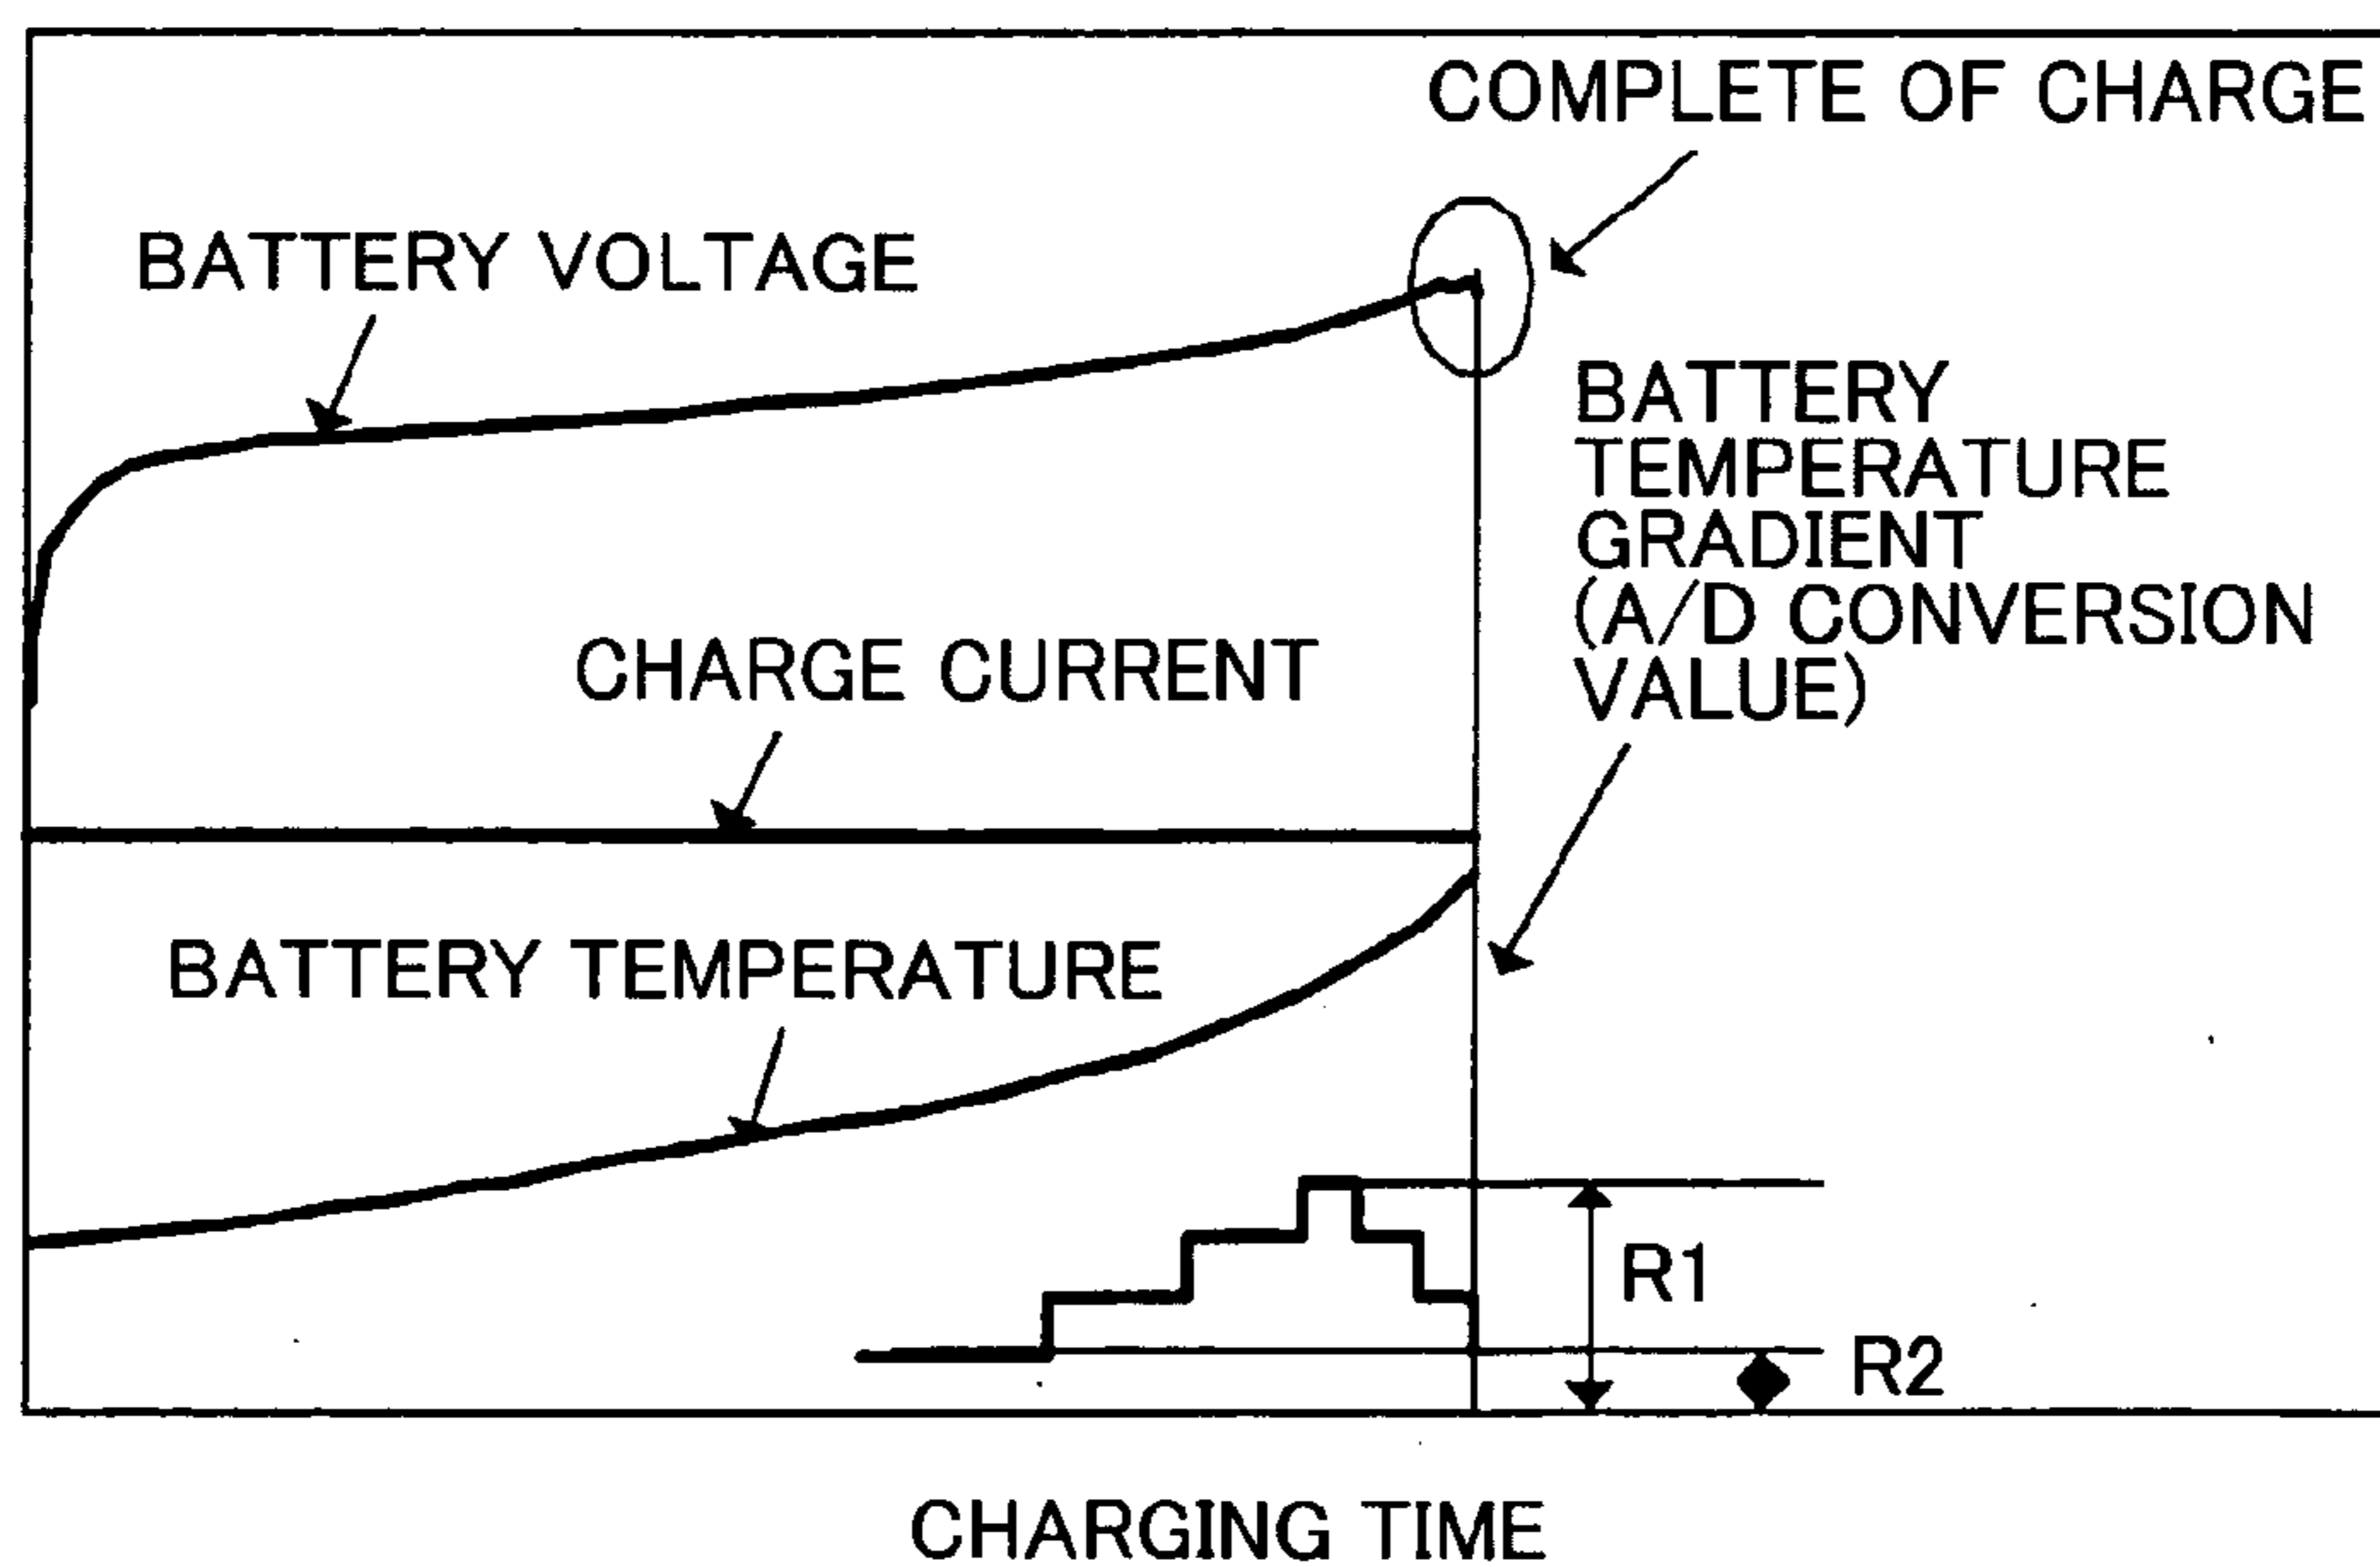 COMPLETE OF CHARGE
BATTERY VOLTAGE
BATTERY
TEMPERATURE
GRADIENT
(A/D CONVERSION
VALUE)
CHARGE CURRENT
BATTERY TEMPERATURE
R1
R2
CHARGING TIME